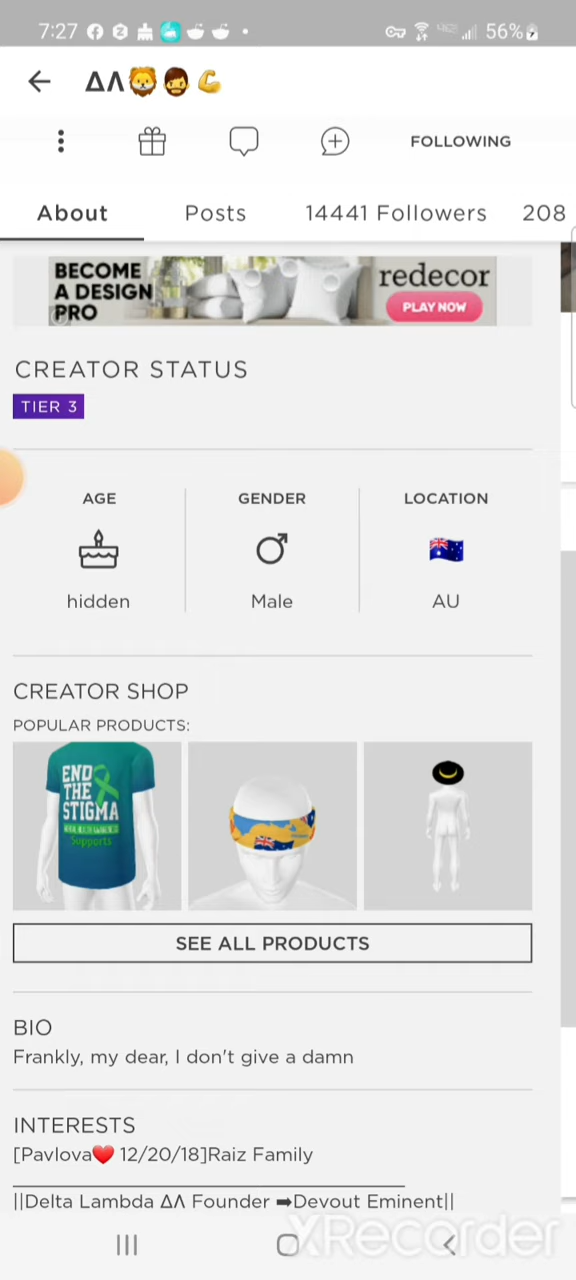 7:27 56%
ΔΛ🦁🧔💪
FOLLOWING
About Posts 14441 Followers 208
BECOME
A DESIGN
PRO
redecor
PLAY NOW
CREATOR STATUS
TIER 3
AGE GENDER LOCATION
hidden Male AU
CREATOR SHOP
POPULAR PRODUCTS:
END
THE
STIGMA
Supports
SEE ALL PRODUCTS
BIO
Frankly, my dear, I don't give a damn
INTERESTS
[Pavlova❤️ 12/20/18]Raiz Family
||Delta Lambda ΔΛ Founder ➡Devout Eminent||
XRecorder